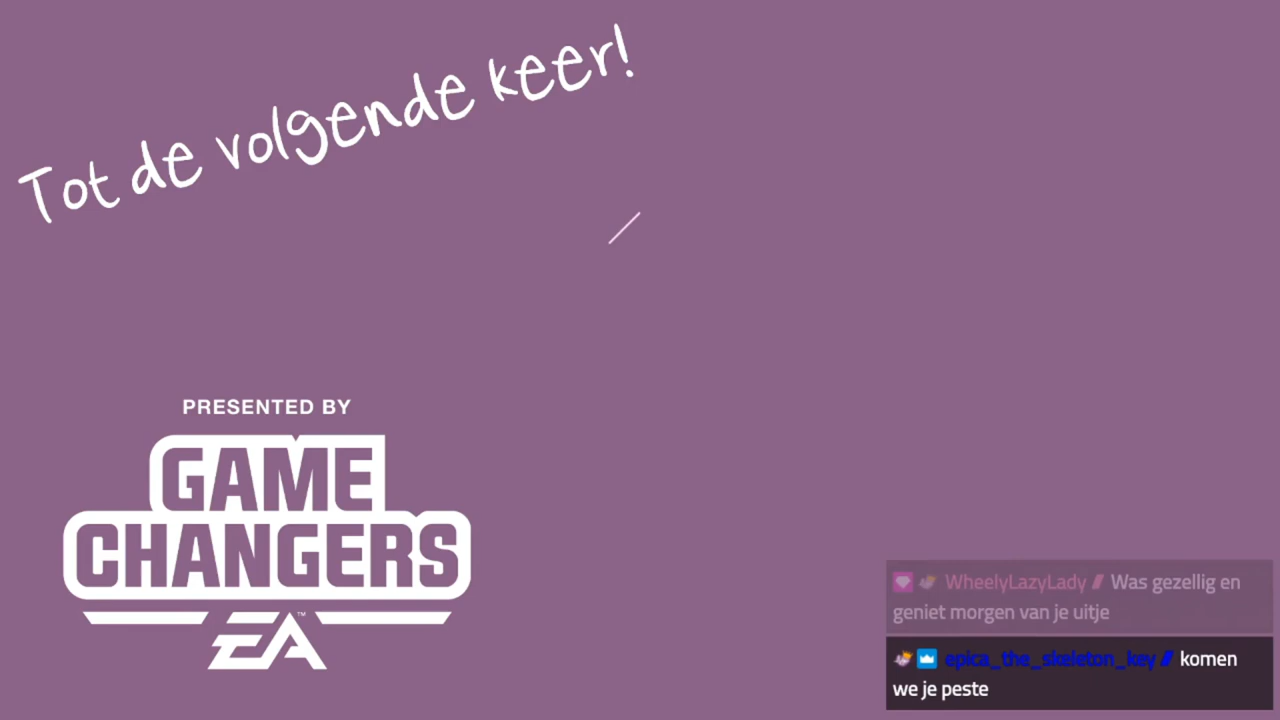 Tot de volgende keer!
PRESENTED BY
GAME
CHANGERS
EA™
WheelyLazyLady // Was gezellig en
geniet morgen van je uitje
epica_the_skeleton_key // komen
we je peste